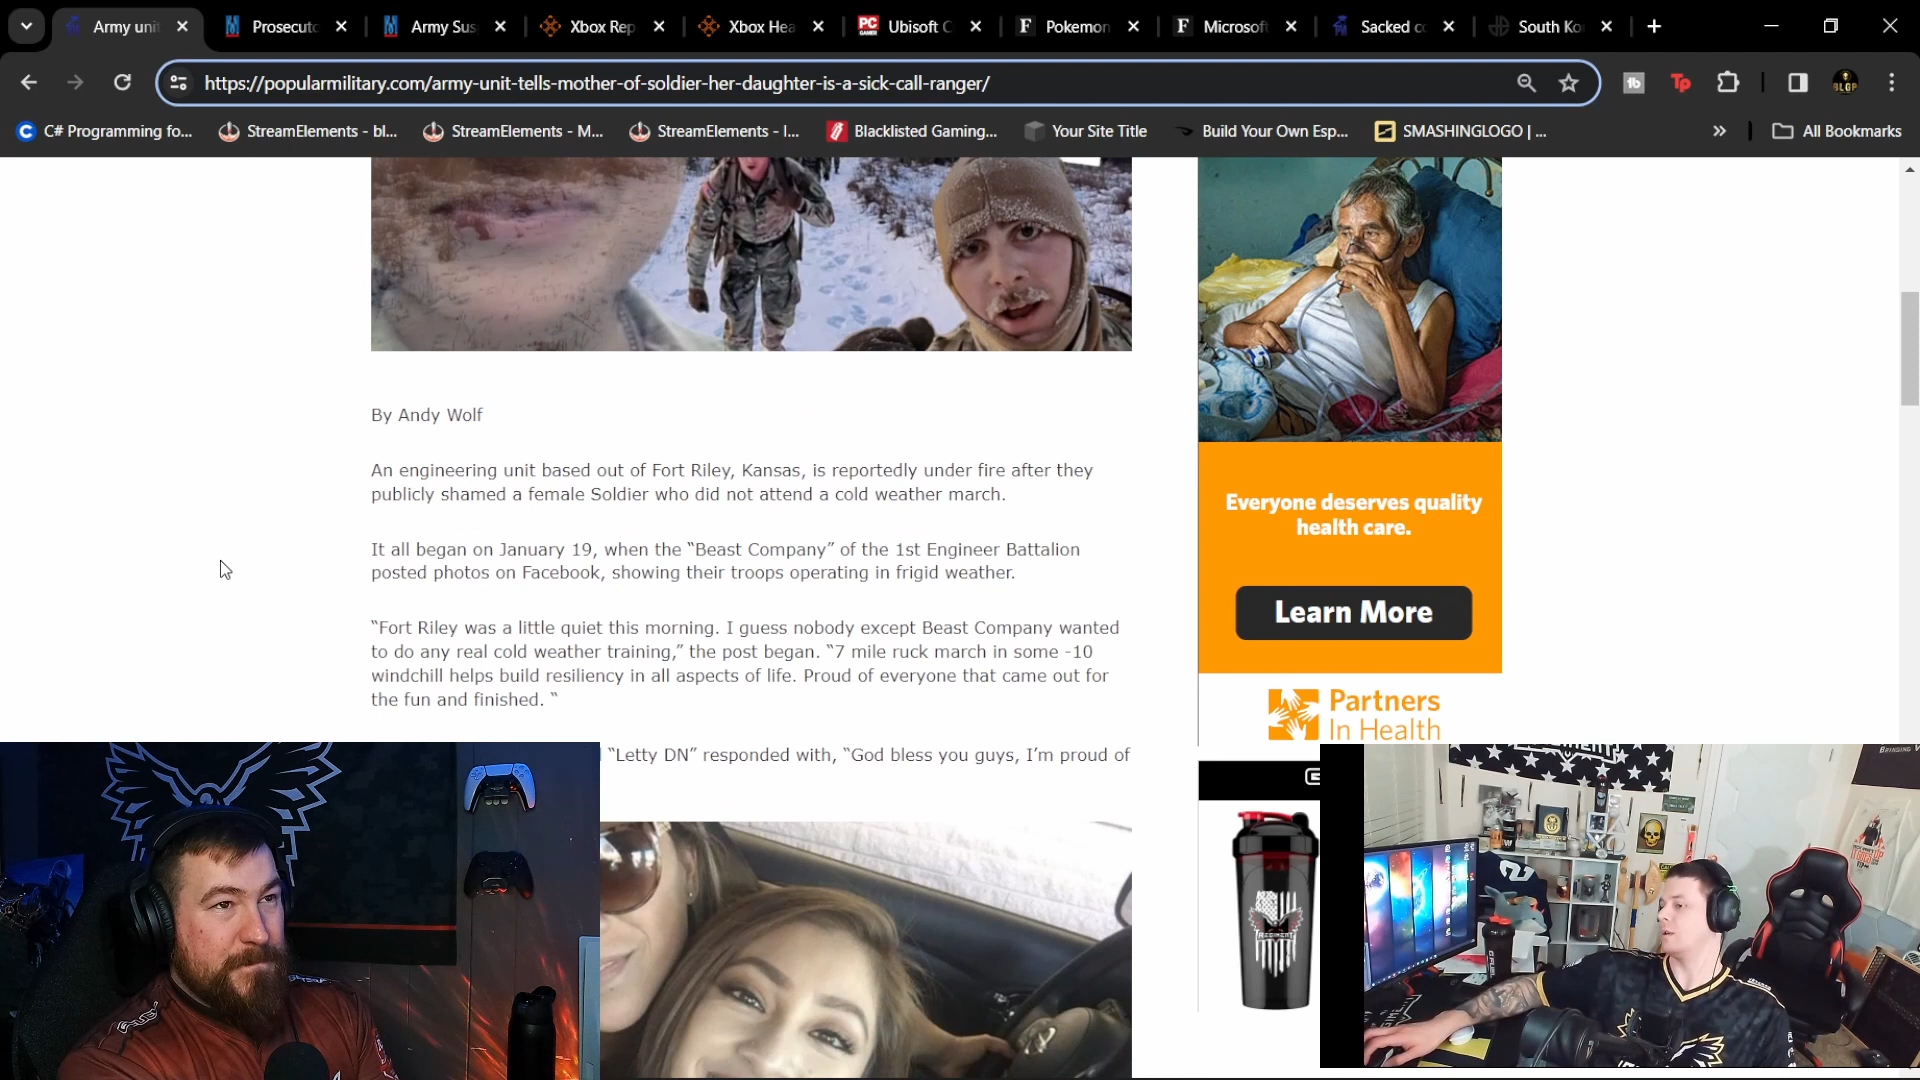 Army uni
Prosecuto
Army Sus
Xbox Rep
Xbox Hea
PC GAMER
Ubisoft C
Pokemon
Microsoft
Sacked co
South Ko
https://popularmilitary.com/army-unit-tells-mother-of-soldier-her-daughter-is-a-sick-call-ranger/
C# Programming fo...
StreamElements - bl...
StreamElements - M...
StreamElements - I...
Blacklisted Gaming...
Your Site Title
Build Your Own Esp...
SMASHINGLOGO | ...
All Bookmarks
By Andy Wolf
An engineering unit based out of Fort Riley, Kansas, is reportedly under fire after they
publicly shamed a female Soldier who did not attend a cold weather march.
It all began on January 19, when the “Beast Company” of the 1st Engineer Battalion
posted photos on Facebook, showing their troops operating in frigid weather.
“Fort Riley was a little quiet this morning. I guess nobody except Beast Company wanted
to do any real cold weather training,” the post began. “7 mile ruck march in some -10
windchill helps build resiliency in all aspects of life. Proud of everyone that came out for
the fun and finished. “
“Letty DN” responded with, “God bless you guys, I’m proud of
Everyone deserves quality
health care.
Learn More
Partners
In Health